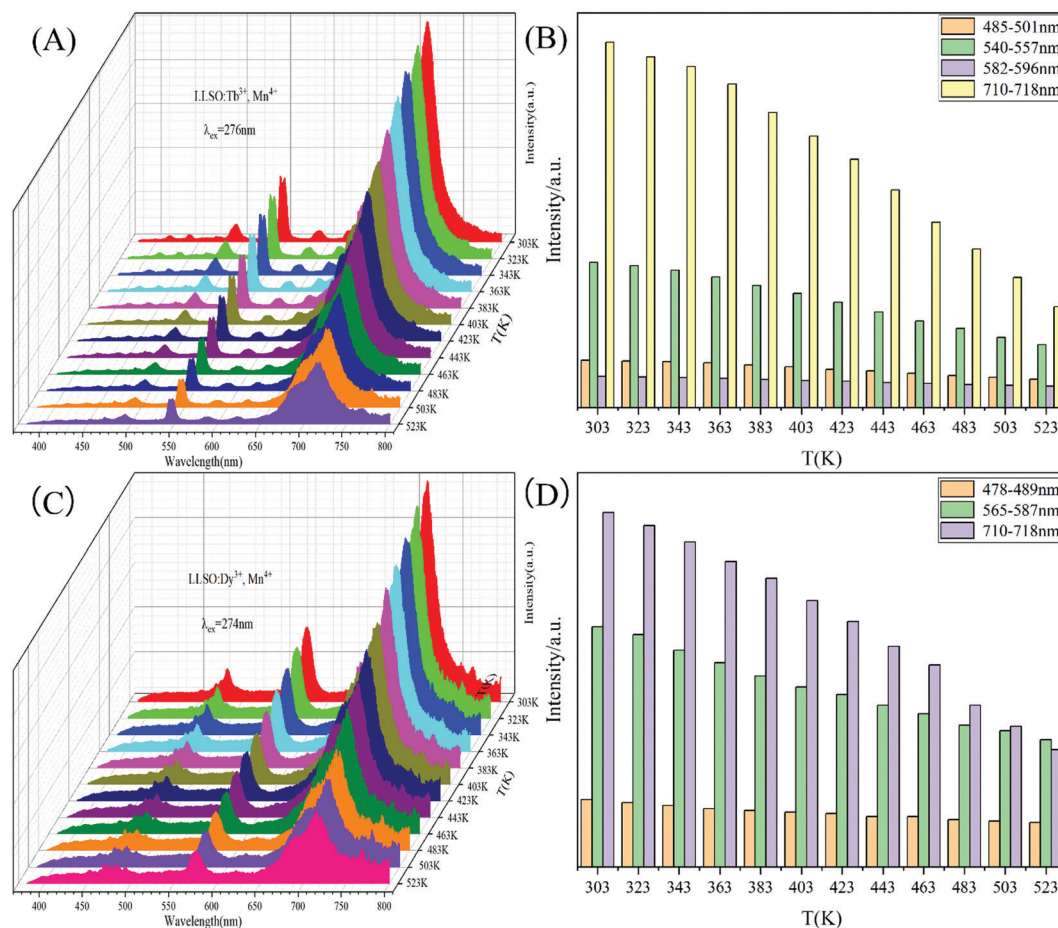 (A)
LLSO:Tb³⁺, Mn⁴⁺
λex=276nm
Intensity(a.u.)
303K
323K
343K
363K
383K
403K
423K
443K
463K
483K
503K
523K
T(K)
400 450 500 550 600 650 700 750 800
Wavelength(nm)
(B)
485-501nm
540-557nm
582-596nm
710-718nm
Intensity/a.u.
303 323 343 363 383 403 423 443 463 483 503 523
T(K)
(C)
LLSO:Dy³⁺, Mn⁴⁺
λex=274nm
Intensity(a.u.)
T(K)
303K
323K
343K
363K
383K
403K
423K
443K
463K
483K
503K
523K
T(K)
400 450 500 550 600 650 700 750 800
Wavelength(nm)
(D)
478-489nm
565-587nm
710-718nm
Intensity/a.u.
303 323 343 363 383 403 423 443 463 483 503 523
T(K)